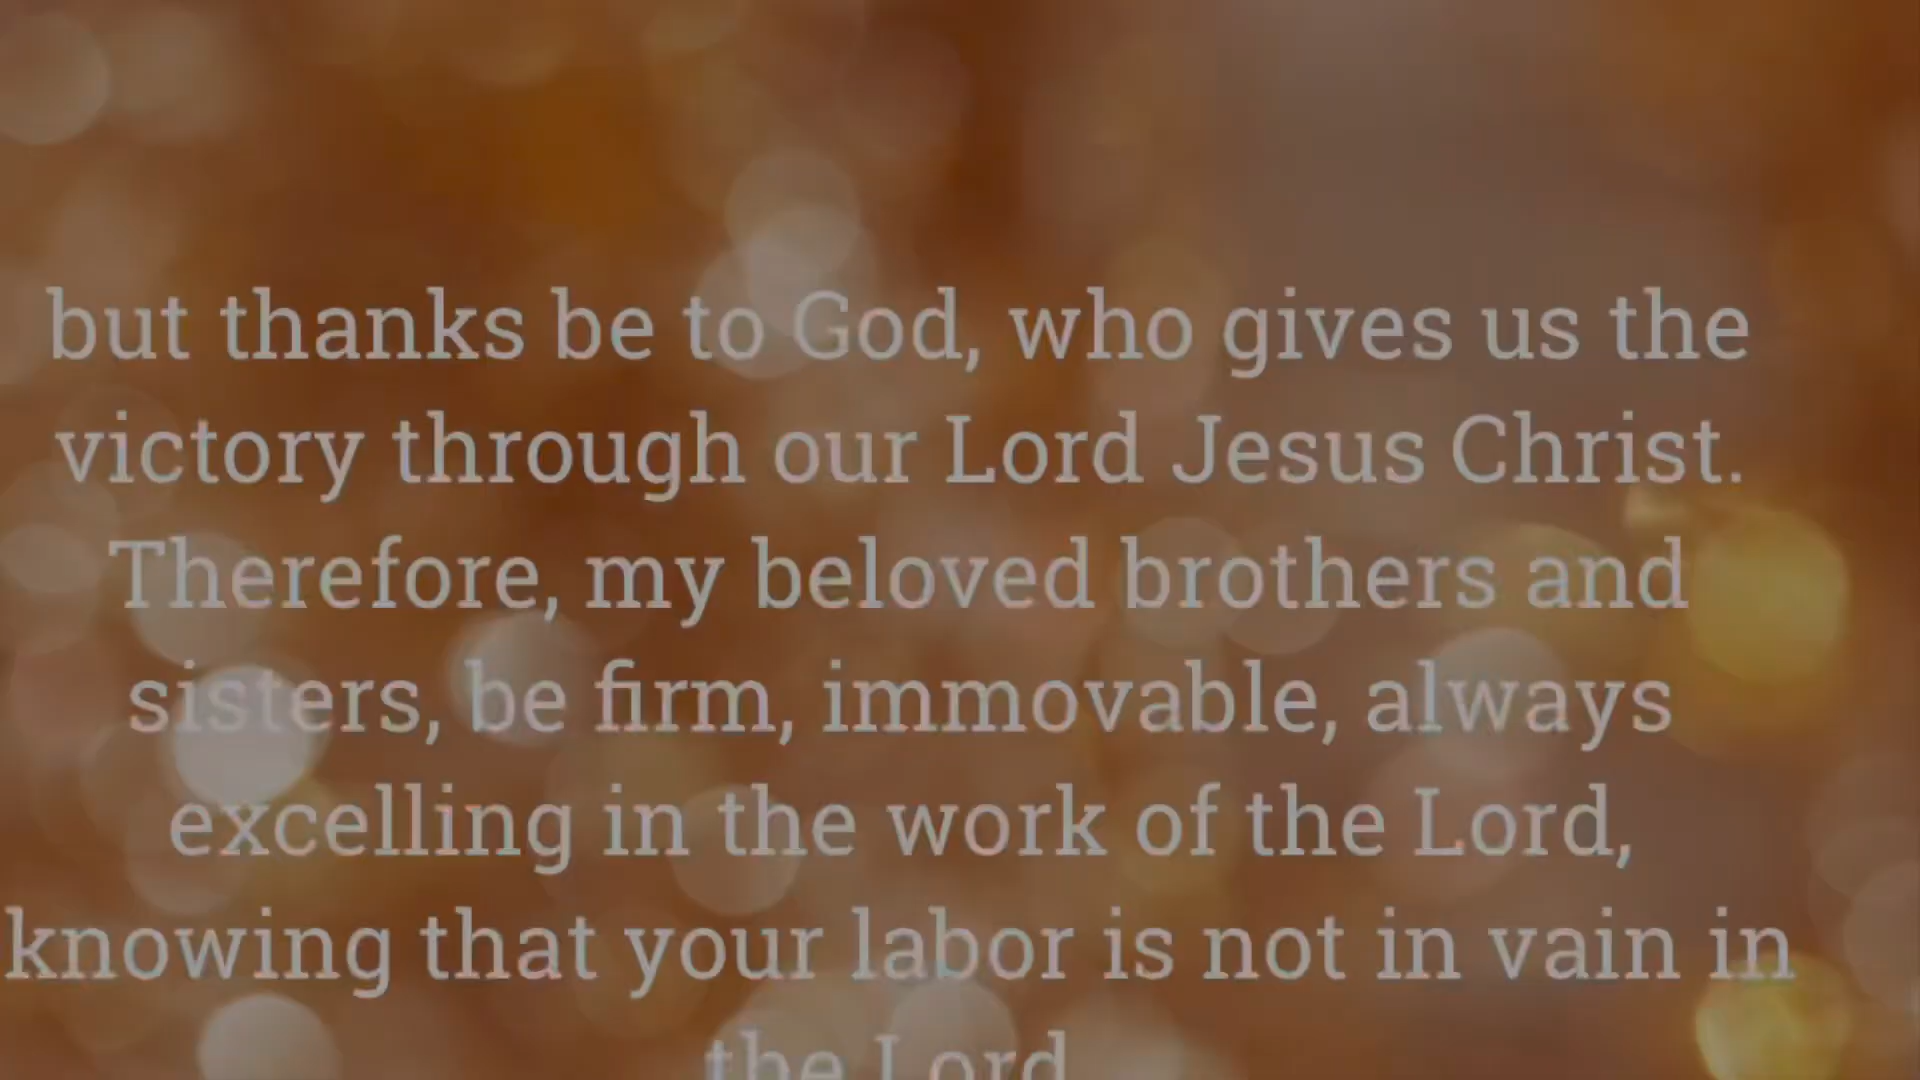 but thanks be to God, who gives us the
victory through our Lord Jesus Christ.
Therefore, my beloved brothers and
sisters, be firm, immovable, always
excelling in the work of the Lord,
knowing that your labor is not in vain in
the Lord